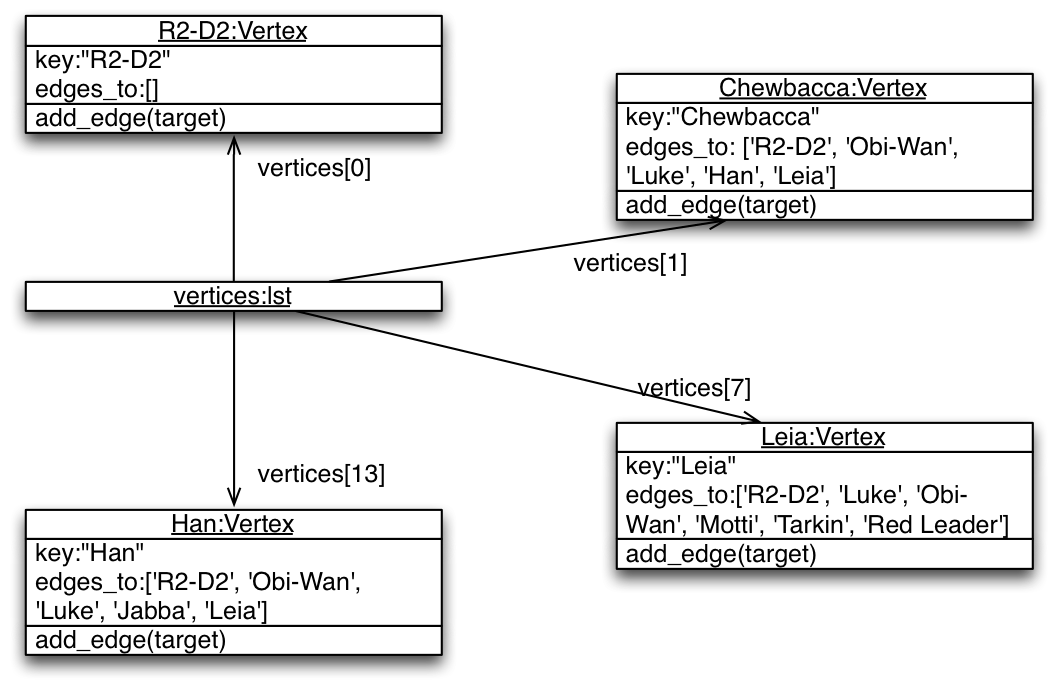 R2-D2:Vertex
key:"R2-D2"
edges_to:[]
add_edge(target)
vertices[0]
Chewbacca:Vertex
key:"Chewbacca"
edges_to: ['R2-D2', 'Obi-Wan',
'Luke', 'Han', 'Leia']
add_edge(target)
vertices[1]
vertices:lst
vertices[7]
Leia:Vertex
key:"Leia"
edges_to:['R2-D2', 'Luke', 'Obi-
Wan', 'Motti', 'Tarkin', 'Red Leader']
add_edge(target)
vertices[13]
Han:Vertex
key:"Han"
edges_to:['R2-D2', 'Obi-Wan',
'Luke', 'Jabba', 'Leia']
add_edge(target)